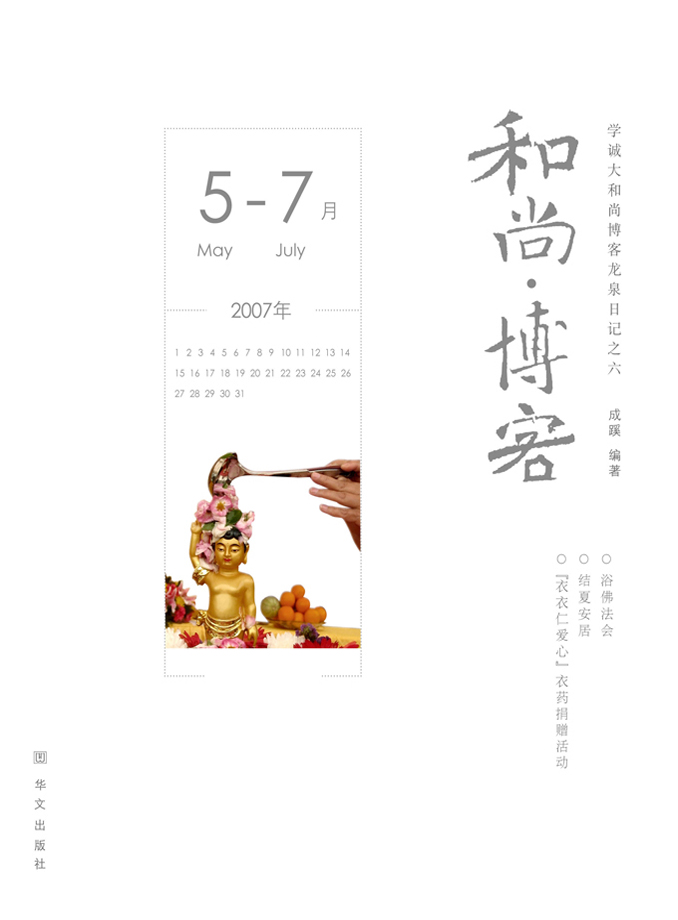 和尚·博客
学诚大和尚博客龙泉日记之六
成蹊 编著
5-7月
May July
2007年
1 2 3 4 5 6 7 8 9 10 11 12 13 14
15 16 17 18 19 20 21 22 23 24 25 26
27 28 29 30 31
○ 浴佛法会
○ 结夏安居
○ 『衣衣仁爱心』衣药捐赠活动
华文出版社